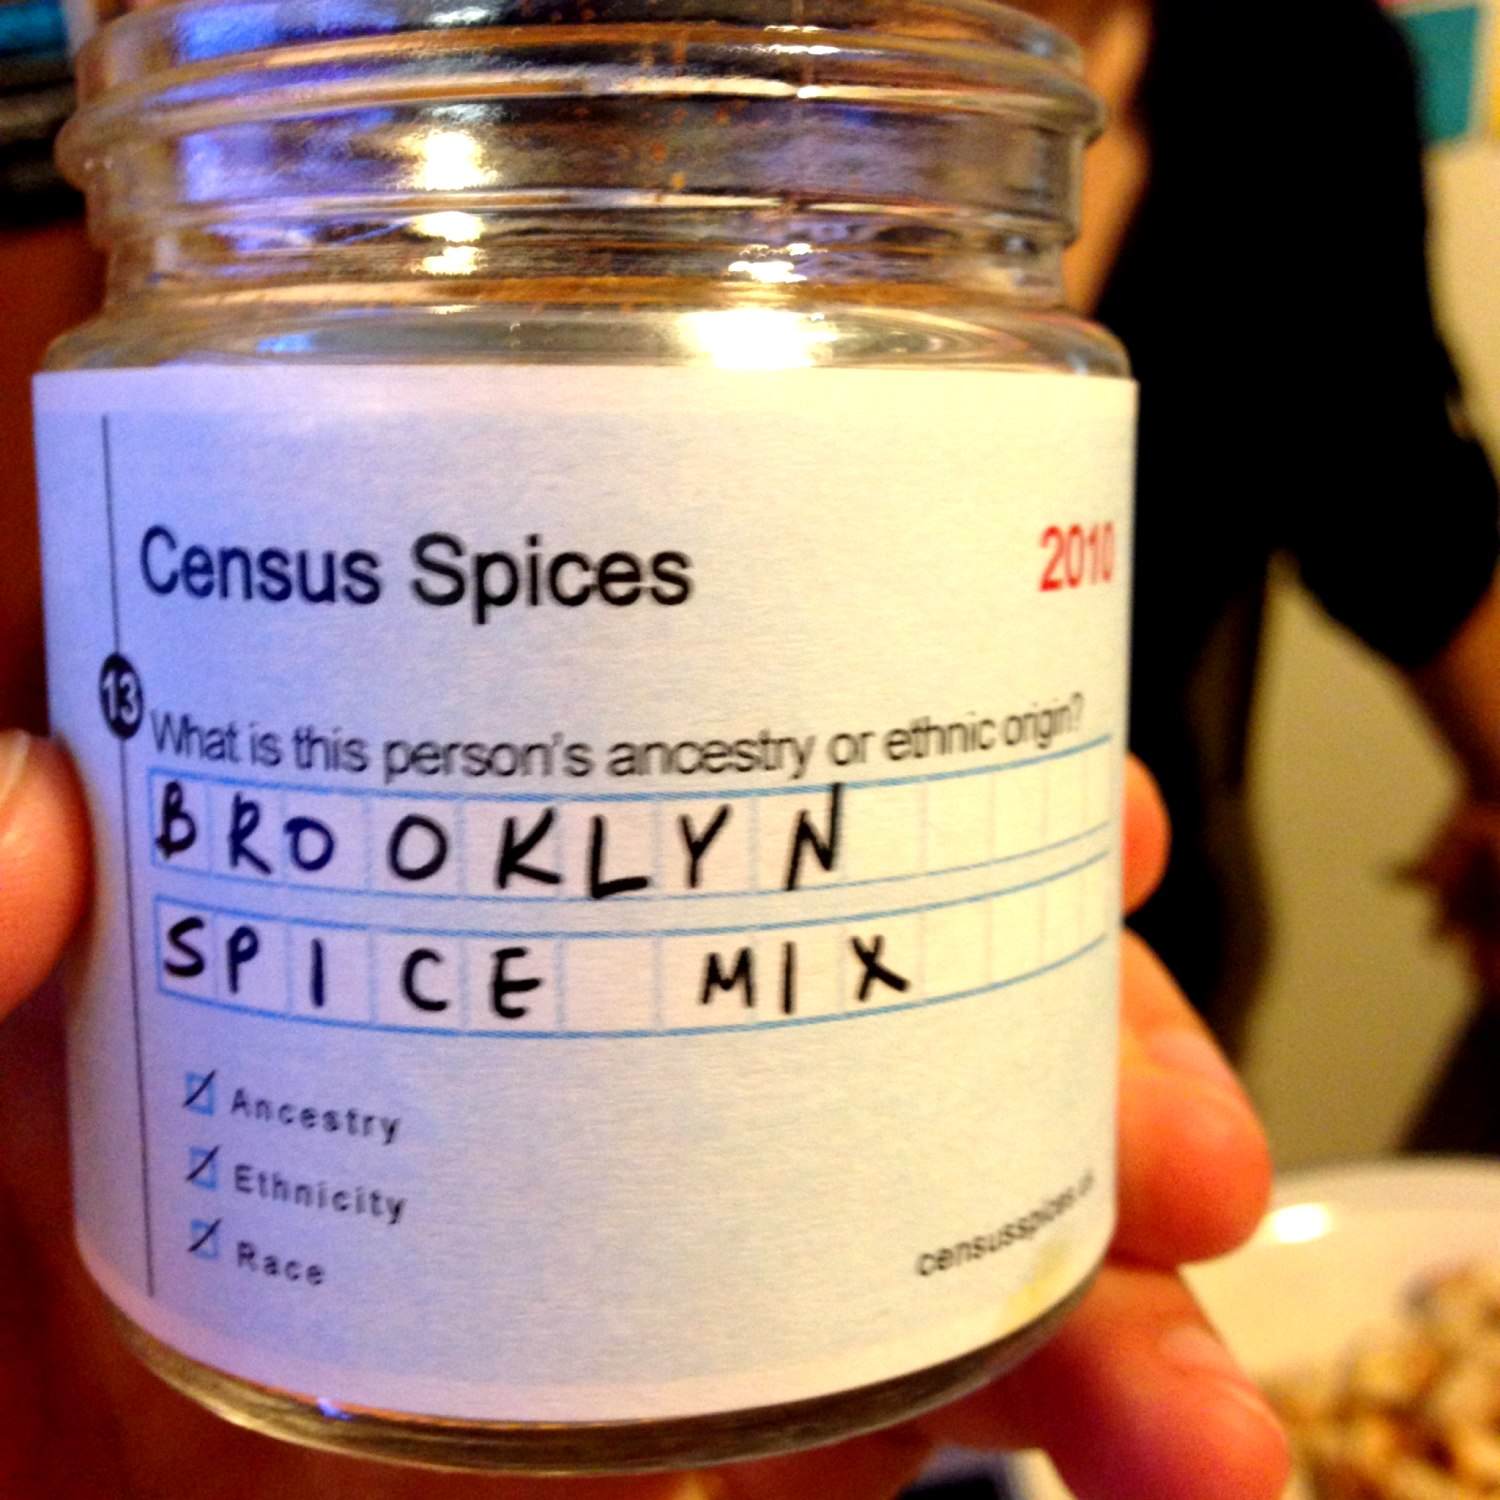 Census Spices 2010
13 What is this person's ancestry or ethnic origin?
BROOKLYN
SPICE MIX
Ancestry
Ethnicity
Race